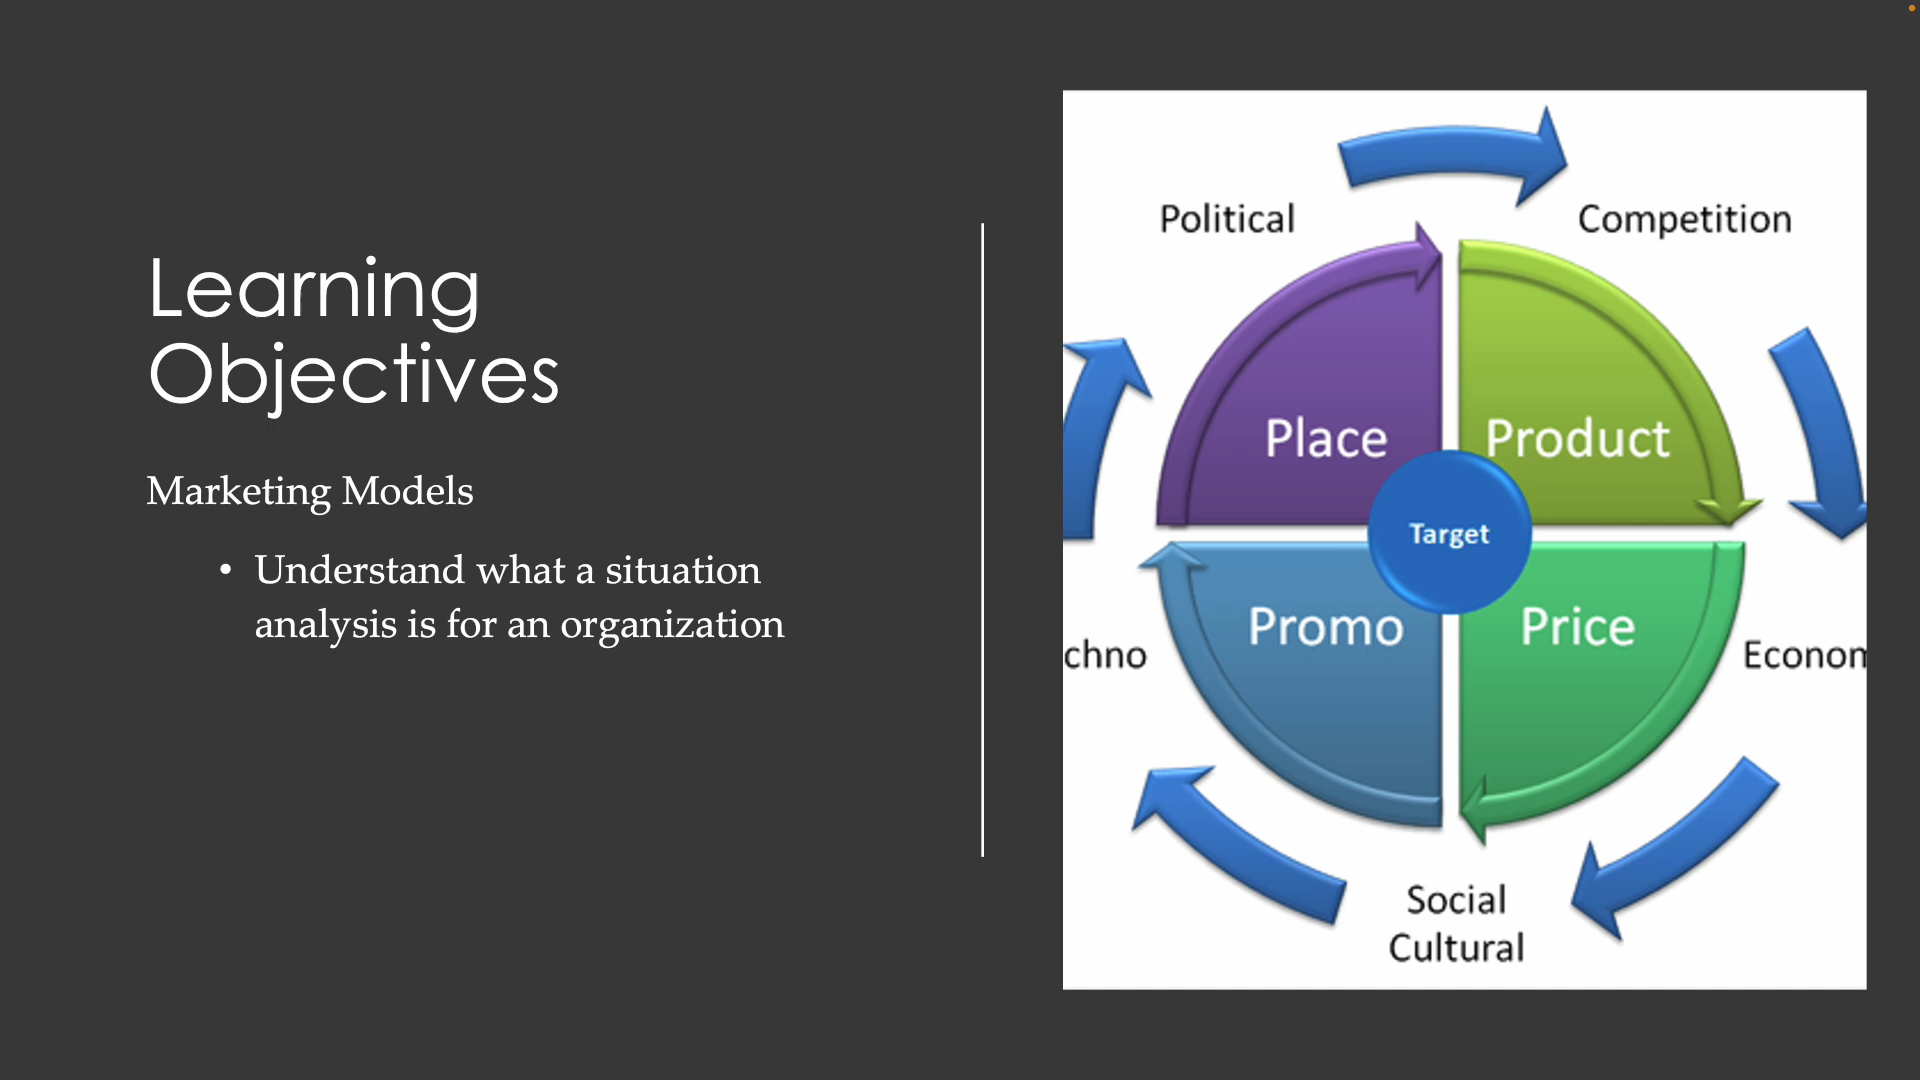 Learning
Objectives
Marketing Models
• Understand what a situation
analysis is for an organization
Political
Competition
Place
Product
Target
Promo
Price
chno
Econom
Social
Cultural